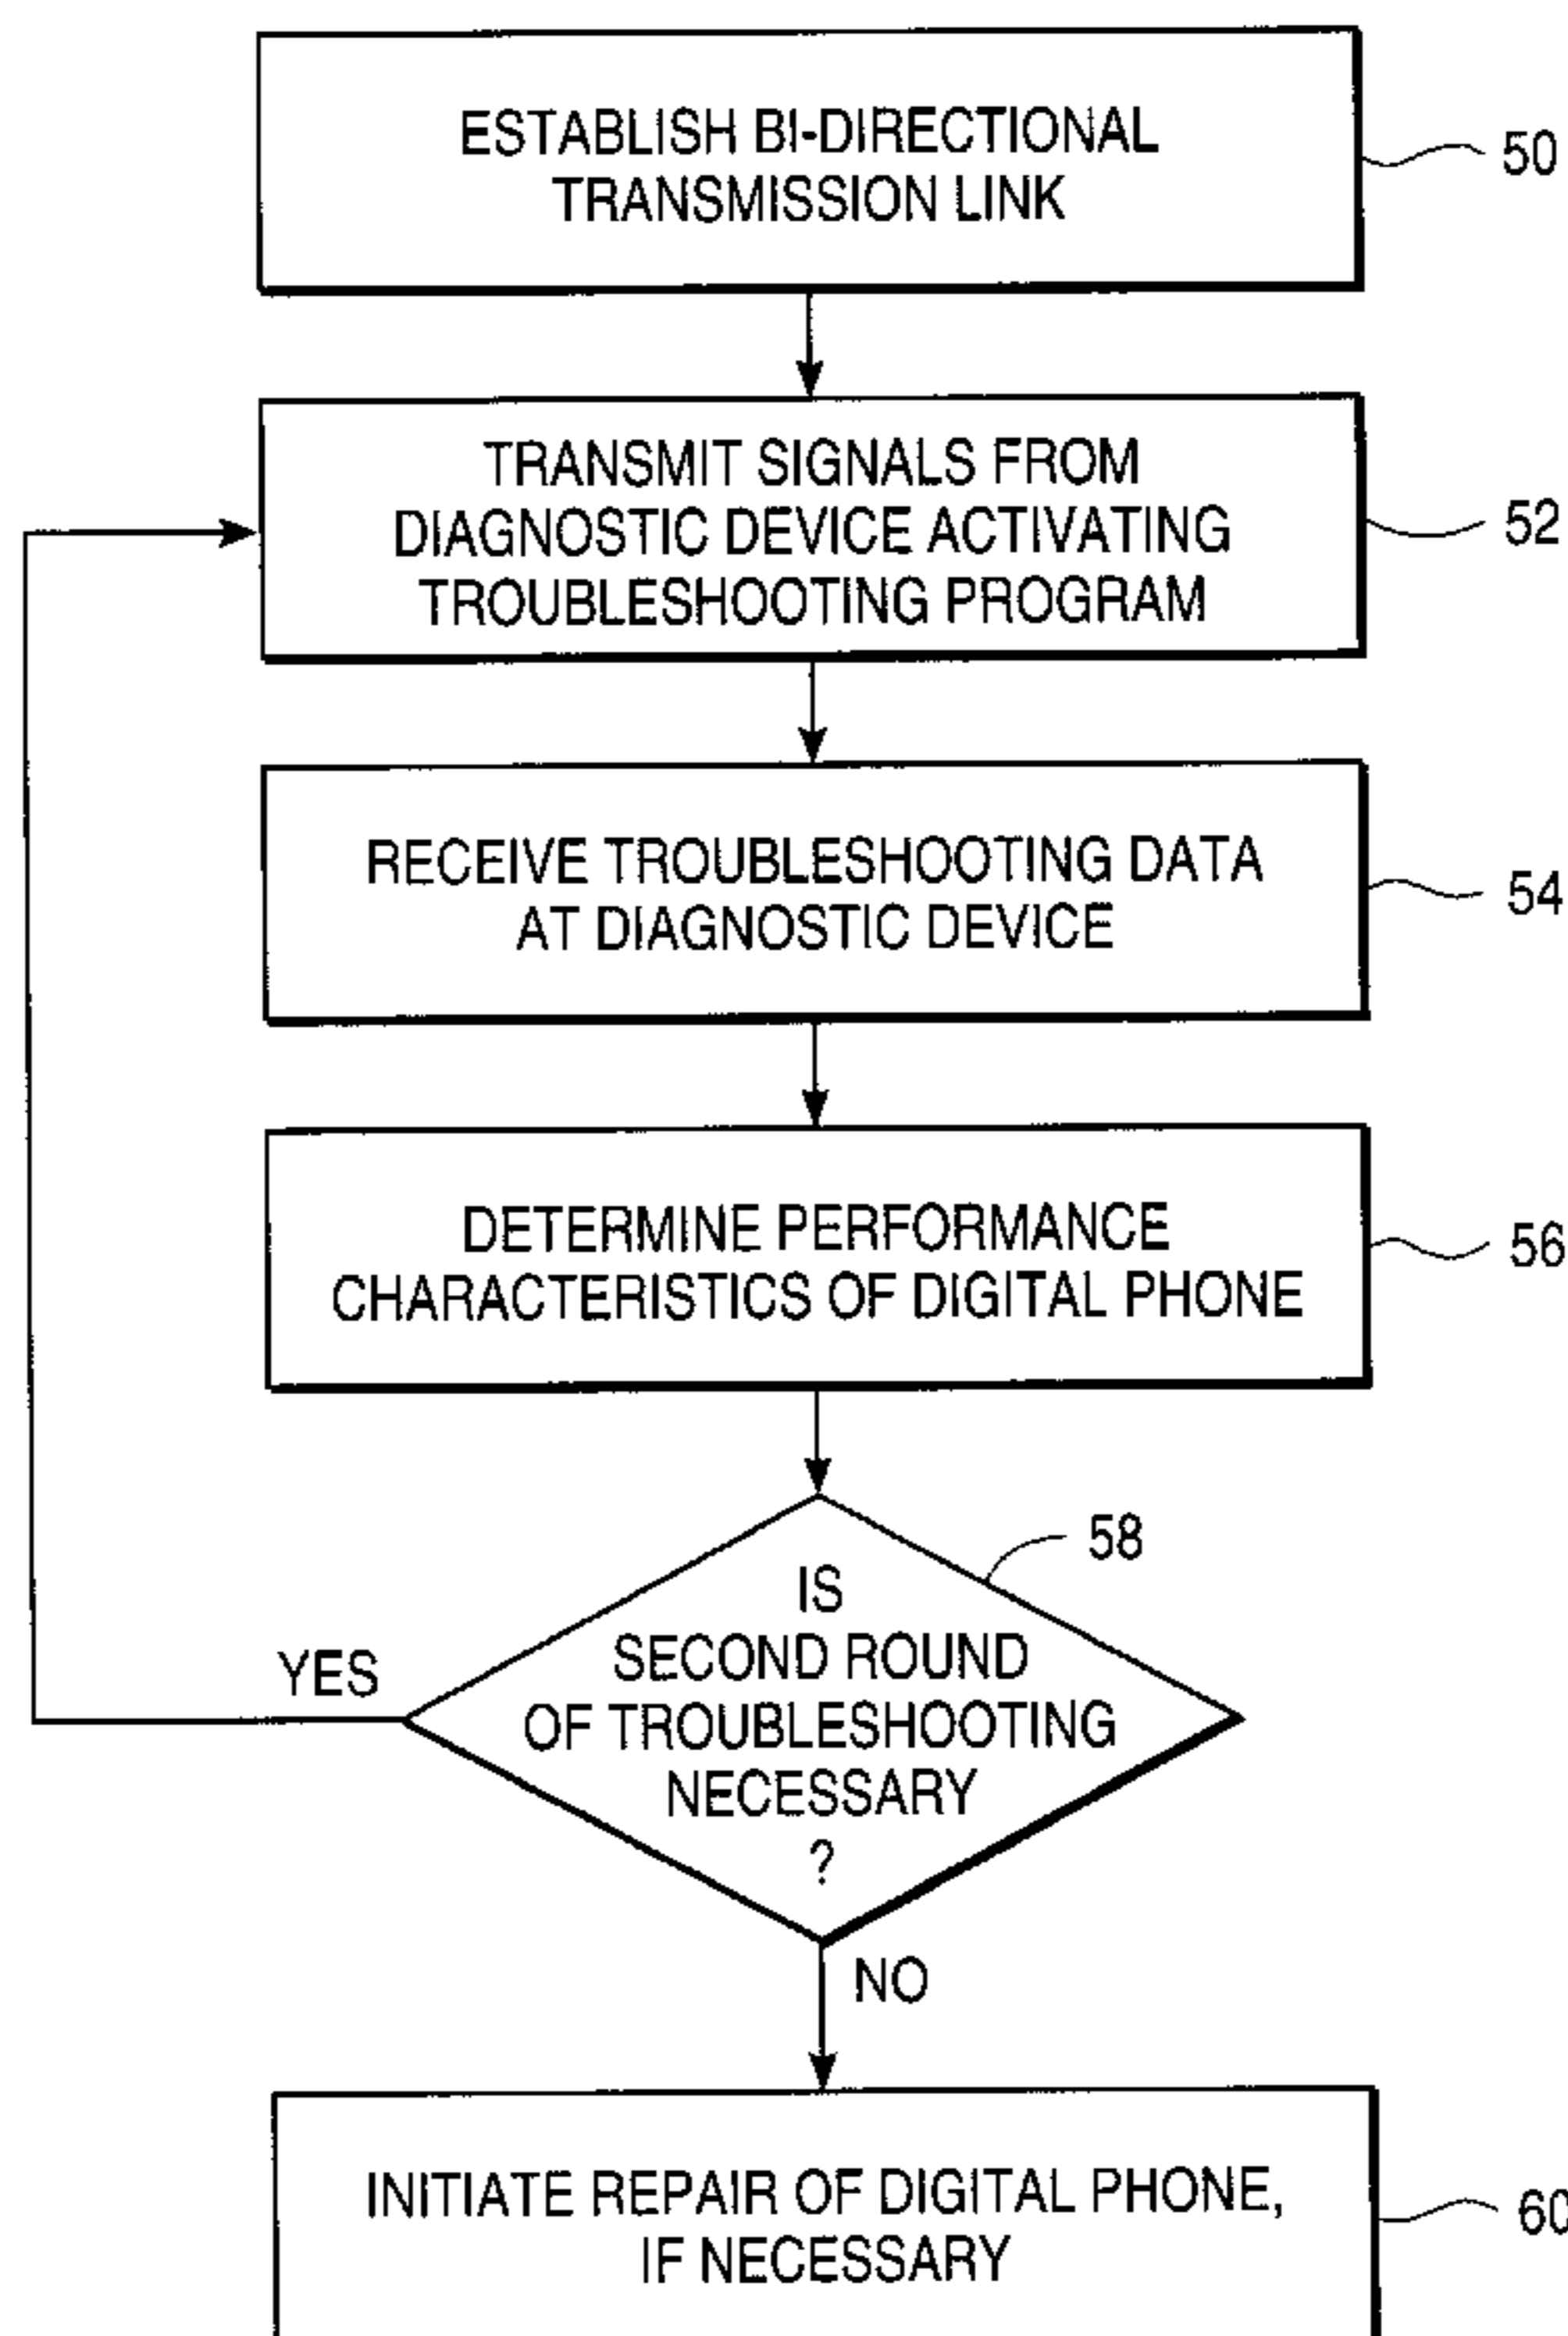 ESTABLISH BI-DIRECTIONAL
TRANSMISSION LINK
50
TRANSMIT SIGNALS FROM
DIAGNOSTIC DEVICE ACTIVATING
TROUBLESHOOTING PROGRAM
52
RECEIVE TROUBLESHOOTING DATA
AT DIAGNOSTIC DEVICE
54
DETERMINE PERFORMANCE
CHARACTERISTICS OF DIGITAL PHONE
56
58
IS
SECOND ROUND
OF TROUBLESHOOTING
NECESSARY
?
YES
NO
INITIATE REPAIR OF DIGITAL PHONE,
IF NECESSARY
60